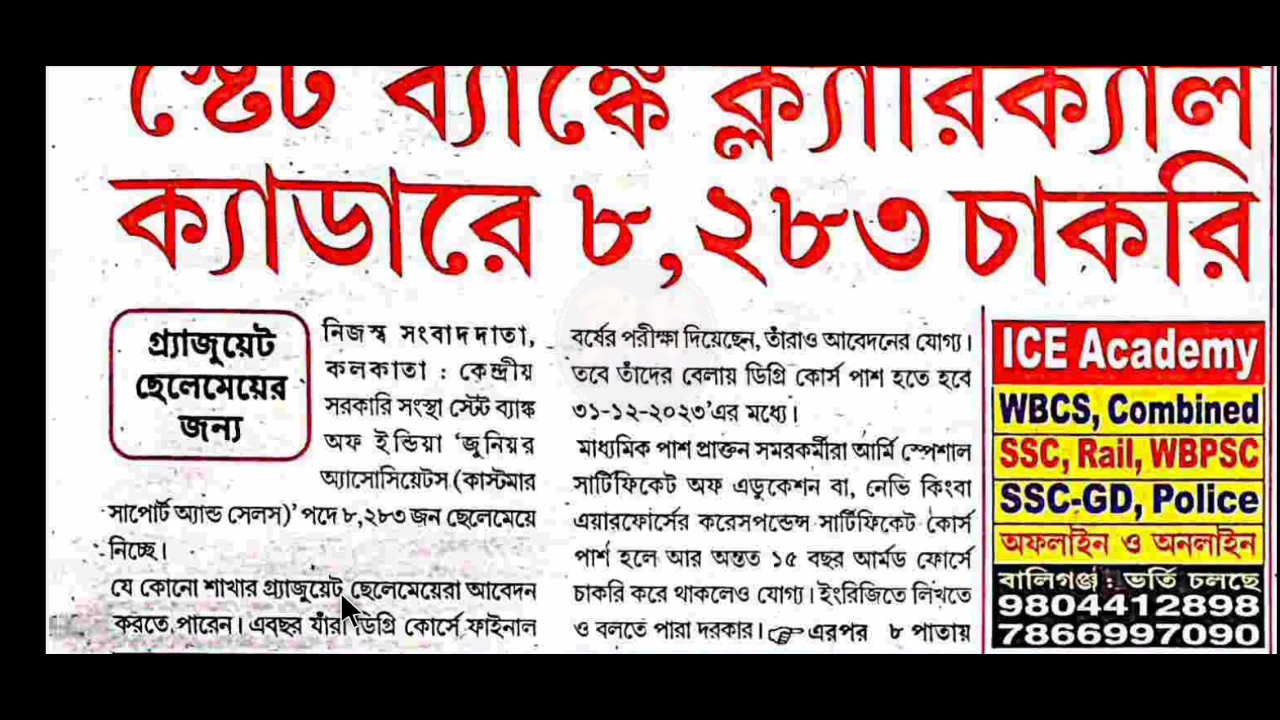 স্টেট ব্যাঙ্কে ক্ল্যারিক্যাল
ক্যাডারে ৮,২৮৩ চাকরি
গ্র্যাজুয়েট
ছেলেমেয়ের
জন্য
নিজস্ব সংবাদদাতা,
কলকাতা : কেন্দ্রীয়
সরকারি সংস্থা স্টেট ব্যাঙ্ক
অফ ইন্ডিয়া ‘জুনিয়র
অ্যাসোসিয়েটস (কাস্টমার
সাপোর্ট অ্যান্ড সেলস)’ পদে ৮,২৮৩ জন ছেলেমেয়ে
নিচ্ছে।
যে কোনো শাখার গ্র্যাজুয়েট ছেলেমেয়েরা আবেদন
করতে পারেন। এবছর যাঁরা ডিগ্রি কোর্সে ফাইনাল
বর্ষের পরীক্ষা দিয়েছেন, তাঁরাও আবেদনের যোগ্য।
তবে তাঁদের বেলায় ডিগ্রি কোর্স পাশ হতে হবে
৩১-১২-২০২৩’এর মধ্যে।
মাধ্যমিক পাশ প্রাক্তন সমরকর্মীরা আর্মি স্পেশাল
সার্টিফিকেট অফ এডুকেশন বা, নেভি কিংবা
এয়ারফোর্সের করেসপন্ডেন্স সার্টিফিকেট কোর্স
পাশ হলে আর অন্তত ১৫ বছর আর্মড ফোর্সে
চাকরি করে থাকলেও যোগ্য। ইংরিজিতে লিখতে
ও বলতে পারা দরকার। এরপর ৮ পাতায়
ICE Academy
WBCS, Combined
SSC, Rail, WBPSC
SSC-GD, Police
অফলাইন ও অনলাইন
বালিগঞ্জ : ভর্তি চলছে
9804412898
7866997090